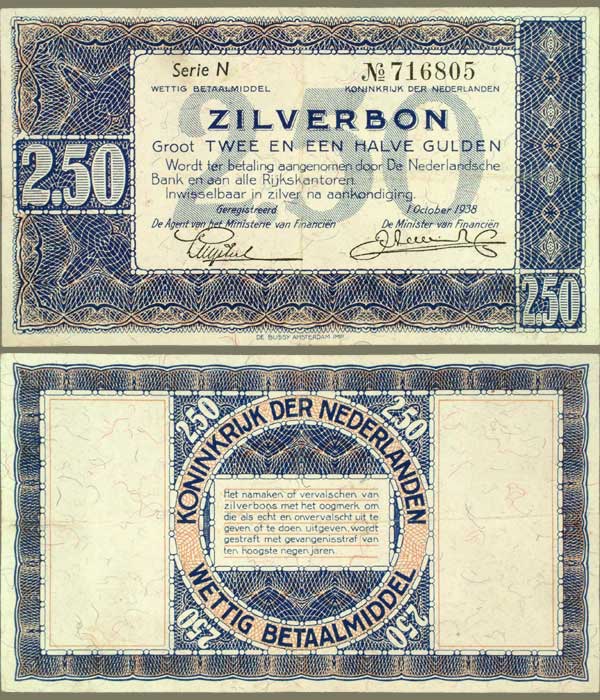 Serie N
№ 716805
WETTIG BETAALMIDDEL
KONINKRIJK DER NEDERLANDEN
250
ZILVERBON
Groot TWEE EN EEN HALVE GULDEN
Wordt ter betaling aangenomen door De Nederlandsche
Bank en aan alle Rijkskantoren.
Inwisselbaar in zilver na aankondiging.
Geregistreerd
1 October 1938
De Agent van het Ministerie van Financiën
De Minister van Financiën
2.50
2.50
DE BUSSY AMSTERDAM IMP.
2.50
2.50
KONINKRIJK DER NEDERLANDEN
Het namaken of vervalschen van
zilverbons met het oogmerk om
die als echt en onvervalscht uit te
geven of te doen uitgeven, wordt
gestraft met gevangenisstraf van
ten hoogste negen jaren.
WETTIG BETAALMIDDEL
2.50
2.50